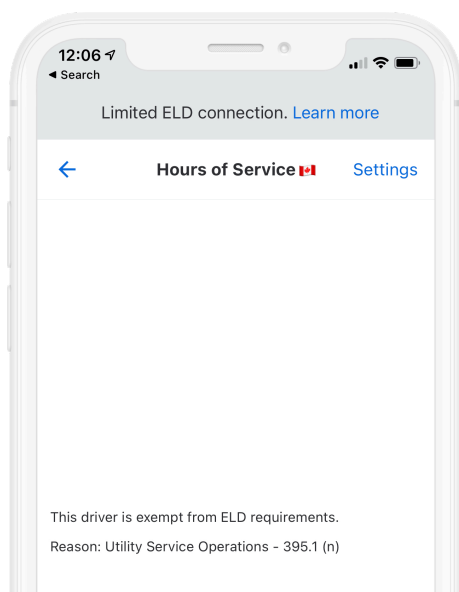 12:06
◀ Search
Limited ELD connection. Learn more
Hours of Service 🇨🇦
Settings
This driver is exempt from ELD requirements.
Reason: Utility Service Operations - 395.1 (n)